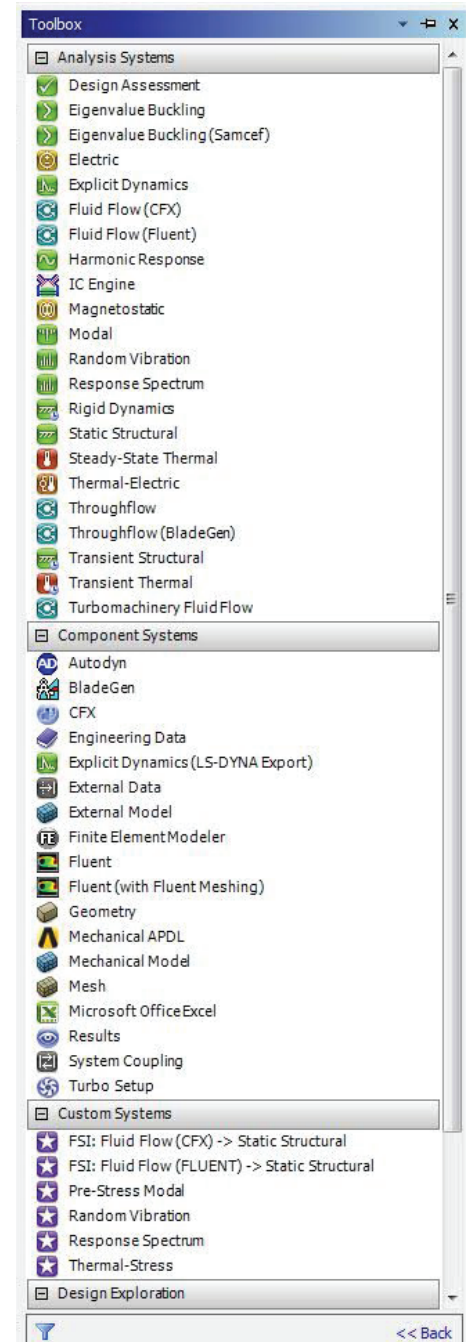 Toolbox
Analysis Systems
Design Assessment
Eigenvalue Buckling
Eigenvalue Buckling (Samcef)
Electric
Explicit Dynamics
Fluid Flow (CFX)
Fluid Flow (Fluent)
Harmonic Response
IC Engine
Magnetostatic
Modal
Random Vibration
Response Spectrum
Rigid Dynamics
Static Structural
Steady-State Thermal
Thermal-Electric
Throughflow
Throughflow (BladeGen)
Transient Structural
Transient Thermal
Turbomachinery Fluid Flow
Component Systems
AD Autodyn
BladeGen
CFX
Engineering Data
Explicit Dynamics (LS-DYNA Export)
External Data
External Model
FE Finite Element Modeler
Fluent
Fluent (with Fluent Meshing)
Geometry
Mechanical APDL
Mechanical Model
Mesh
Microsoft Office Excel
Results
System Coupling
Turbo Setup
Custom Systems
FSI: Fluid Flow (CFX) -> Static Structural
FSI: Fluid Flow (FLUENT) -> Static Structural
Pre-Stress Modal
Random Vibration
Response Spectrum
Thermal-Stress
Design Exploration
<< Back